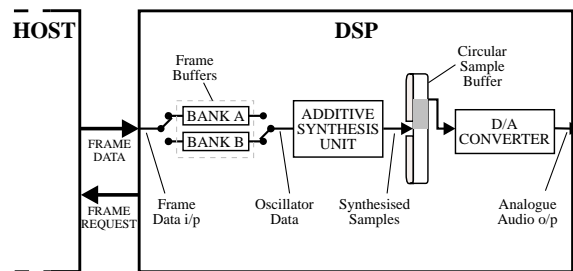 HOST
DSP
Frame
Buffers
Circular
Sample
Buffer
BANK A
BANK B
ADDITIVE
SYNTHESIS
UNIT
D/A
CONVERTER
FRAME
DATA
FRAME
REQUEST
Frame
Data i/p
Oscillator
Data
Synthesised
Samples
Analogue
Audio o/p